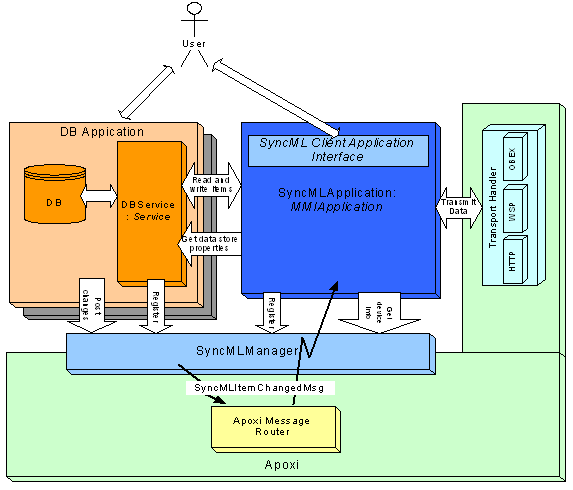 User
DB Appication
SyncML Client Application
Interface
DB
DBService
: Service
Read and
write items
SyncMLApplication:
MMIApplication
Get data store
properties
Transmit
Data
Transport Handler
OBEX
WSP
HTTP
Post
changes
Register
Register
Get
device
info
SyncMLManager
SyncMLItemChangedMsg
Apoxi Message
Router
Apoxi